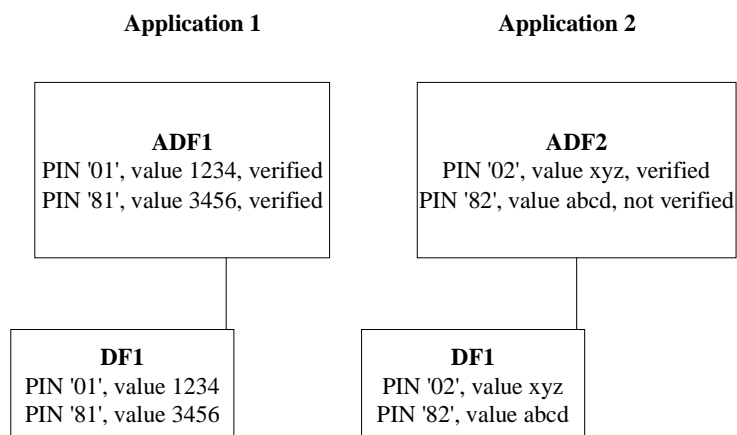 Application 1
Application 2
ADF1
PIN '01', value 1234, verified
PIN '81', value 3456, verified
ADF2
PIN '02', value xyz, verified
PIN '82', value abcd, not verified
DF1
PIN '01', value 1234
PIN '81', value 3456
DF1
PIN '02', value xyz
PIN '82', value abcd